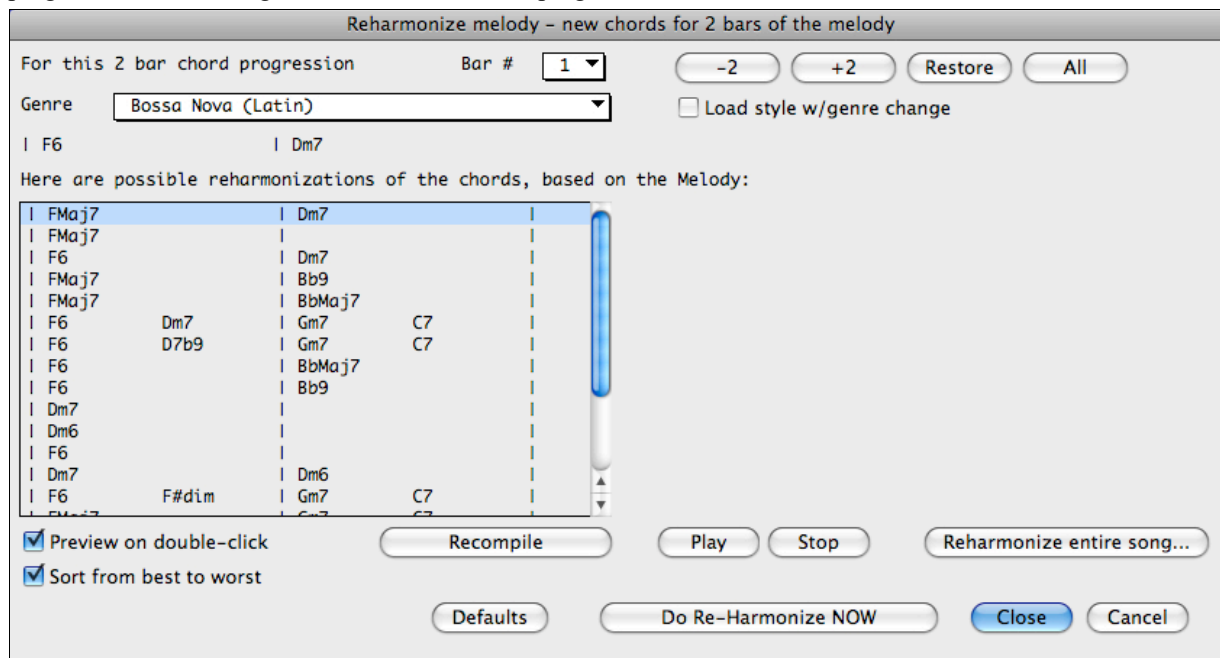 Reharmonize melody – new chords for 2 bars of the melody
For this 2 bar chord progression Bar # 1 -2 +2 Restore All
Genre Bossa Nova (Latin) Load style w/genre change
| F6 | Dm7
Here are possible reharmonizations of the chords, based on the Melody:
| FMaj7 | Dm7 |
| FMaj7 | |
| F6 | Dm7 |
| FMaj7 | Bb9 |
| FMaj7 | BbMaj7 |
| F6 Dm7 | Gm7 C7 |
| F6 D7b9 | Gm7 C7 |
| F6 | BbMaj7 |
| F6 | Bb9 |
| Dm7 | |
| Dm6 | |
| F6 | |
| Dm7 | Dm6 |
| F6 F#dim | Gm7 C7 |
Preview on double-click Recompile Play Stop Reharmonize entire song...
Sort from best to worst
Defaults Do Re-Harmonize NOW Close Cancel